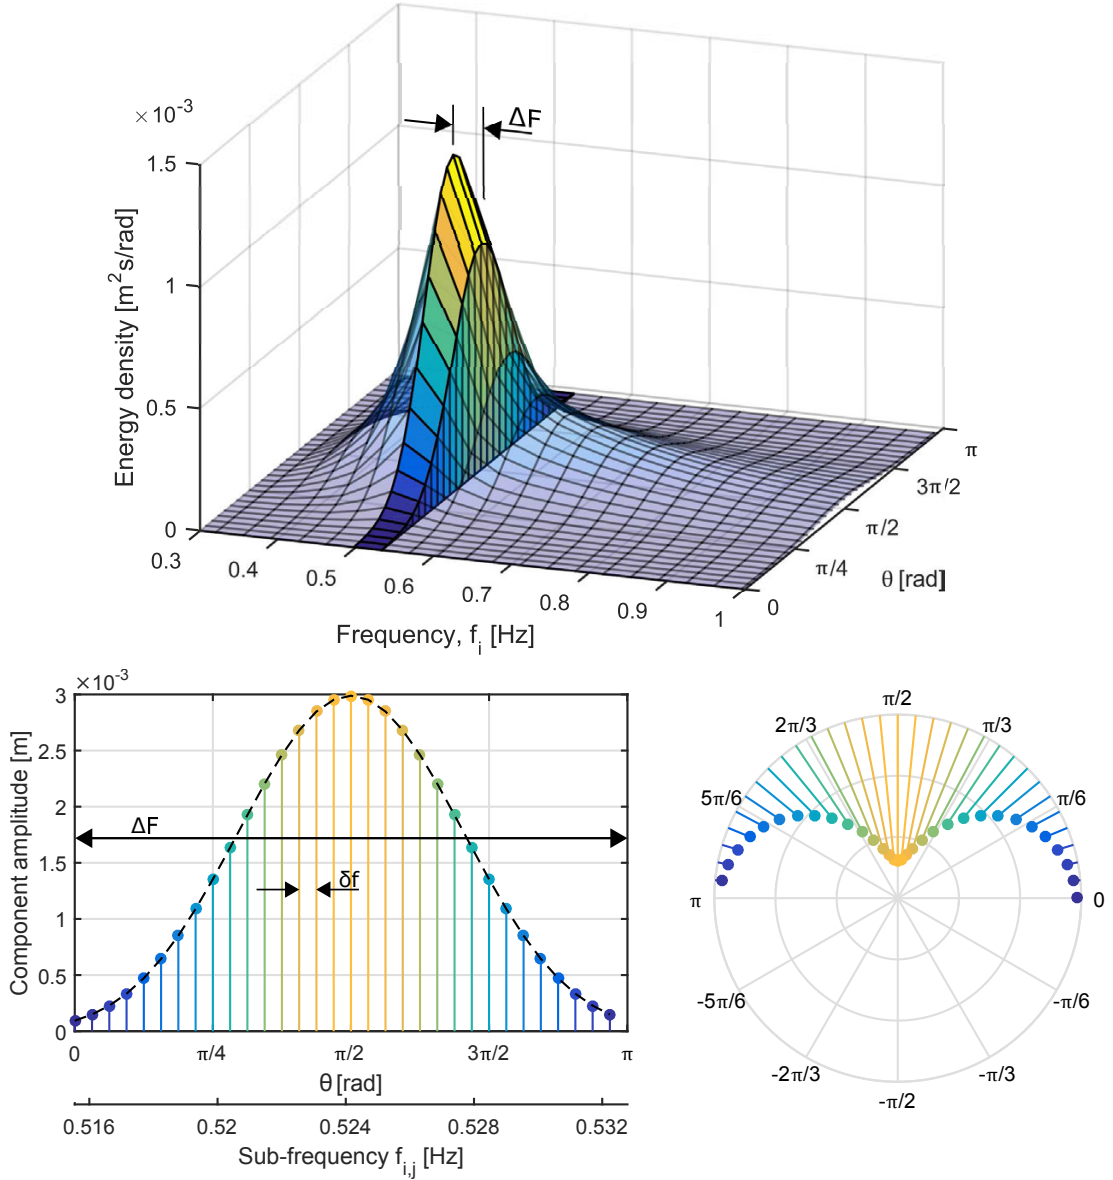 ×10⁻³
ΔF
1.5
1
0.5
0
Energy density [m² s/rad]
0.3
0.4
0.5
0.6
0.7
0.8
0.9
1
Frequency, fᵢ [Hz]
0
π/4
π/2
3π/2
π
θ [rad]
×10⁻³
3
2.5
2
1.5
1
0.5
0
Component amplitude [m]
ΔF
δf
0
π/4
π/2
3π/2
π
θ [rad]
0.516
0.52
0.524
0.528
0.532
Sub-frequency f_{i,j} [Hz]
π/2
2π/3
π/3
5π/6
π/6
π
0
-5π/6
-π/6
-2π/3
-π/3
-π/2